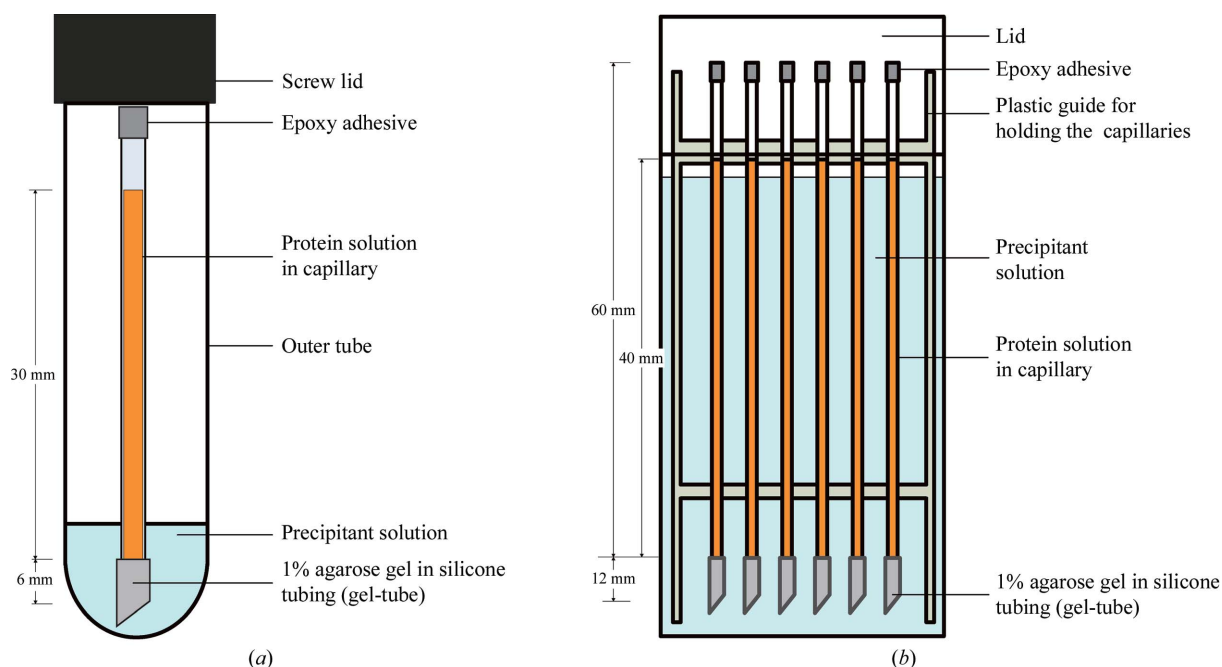 Screw lid
Epoxy adhesive
Protein solution
in capillary
Outer tube
30 mm
Precipitant solution
6 mm
1% agarose gel in silicone
tubing (gel-tube)
(a)
Lid
Epoxy adhesive
Plastic guide for
holding the capillaries
Precipitant
solution
60 mm
40 mm
Protein solution
in capillary
12 mm
1% agarose gel in silicone
tubing (gel-tube)
(b)